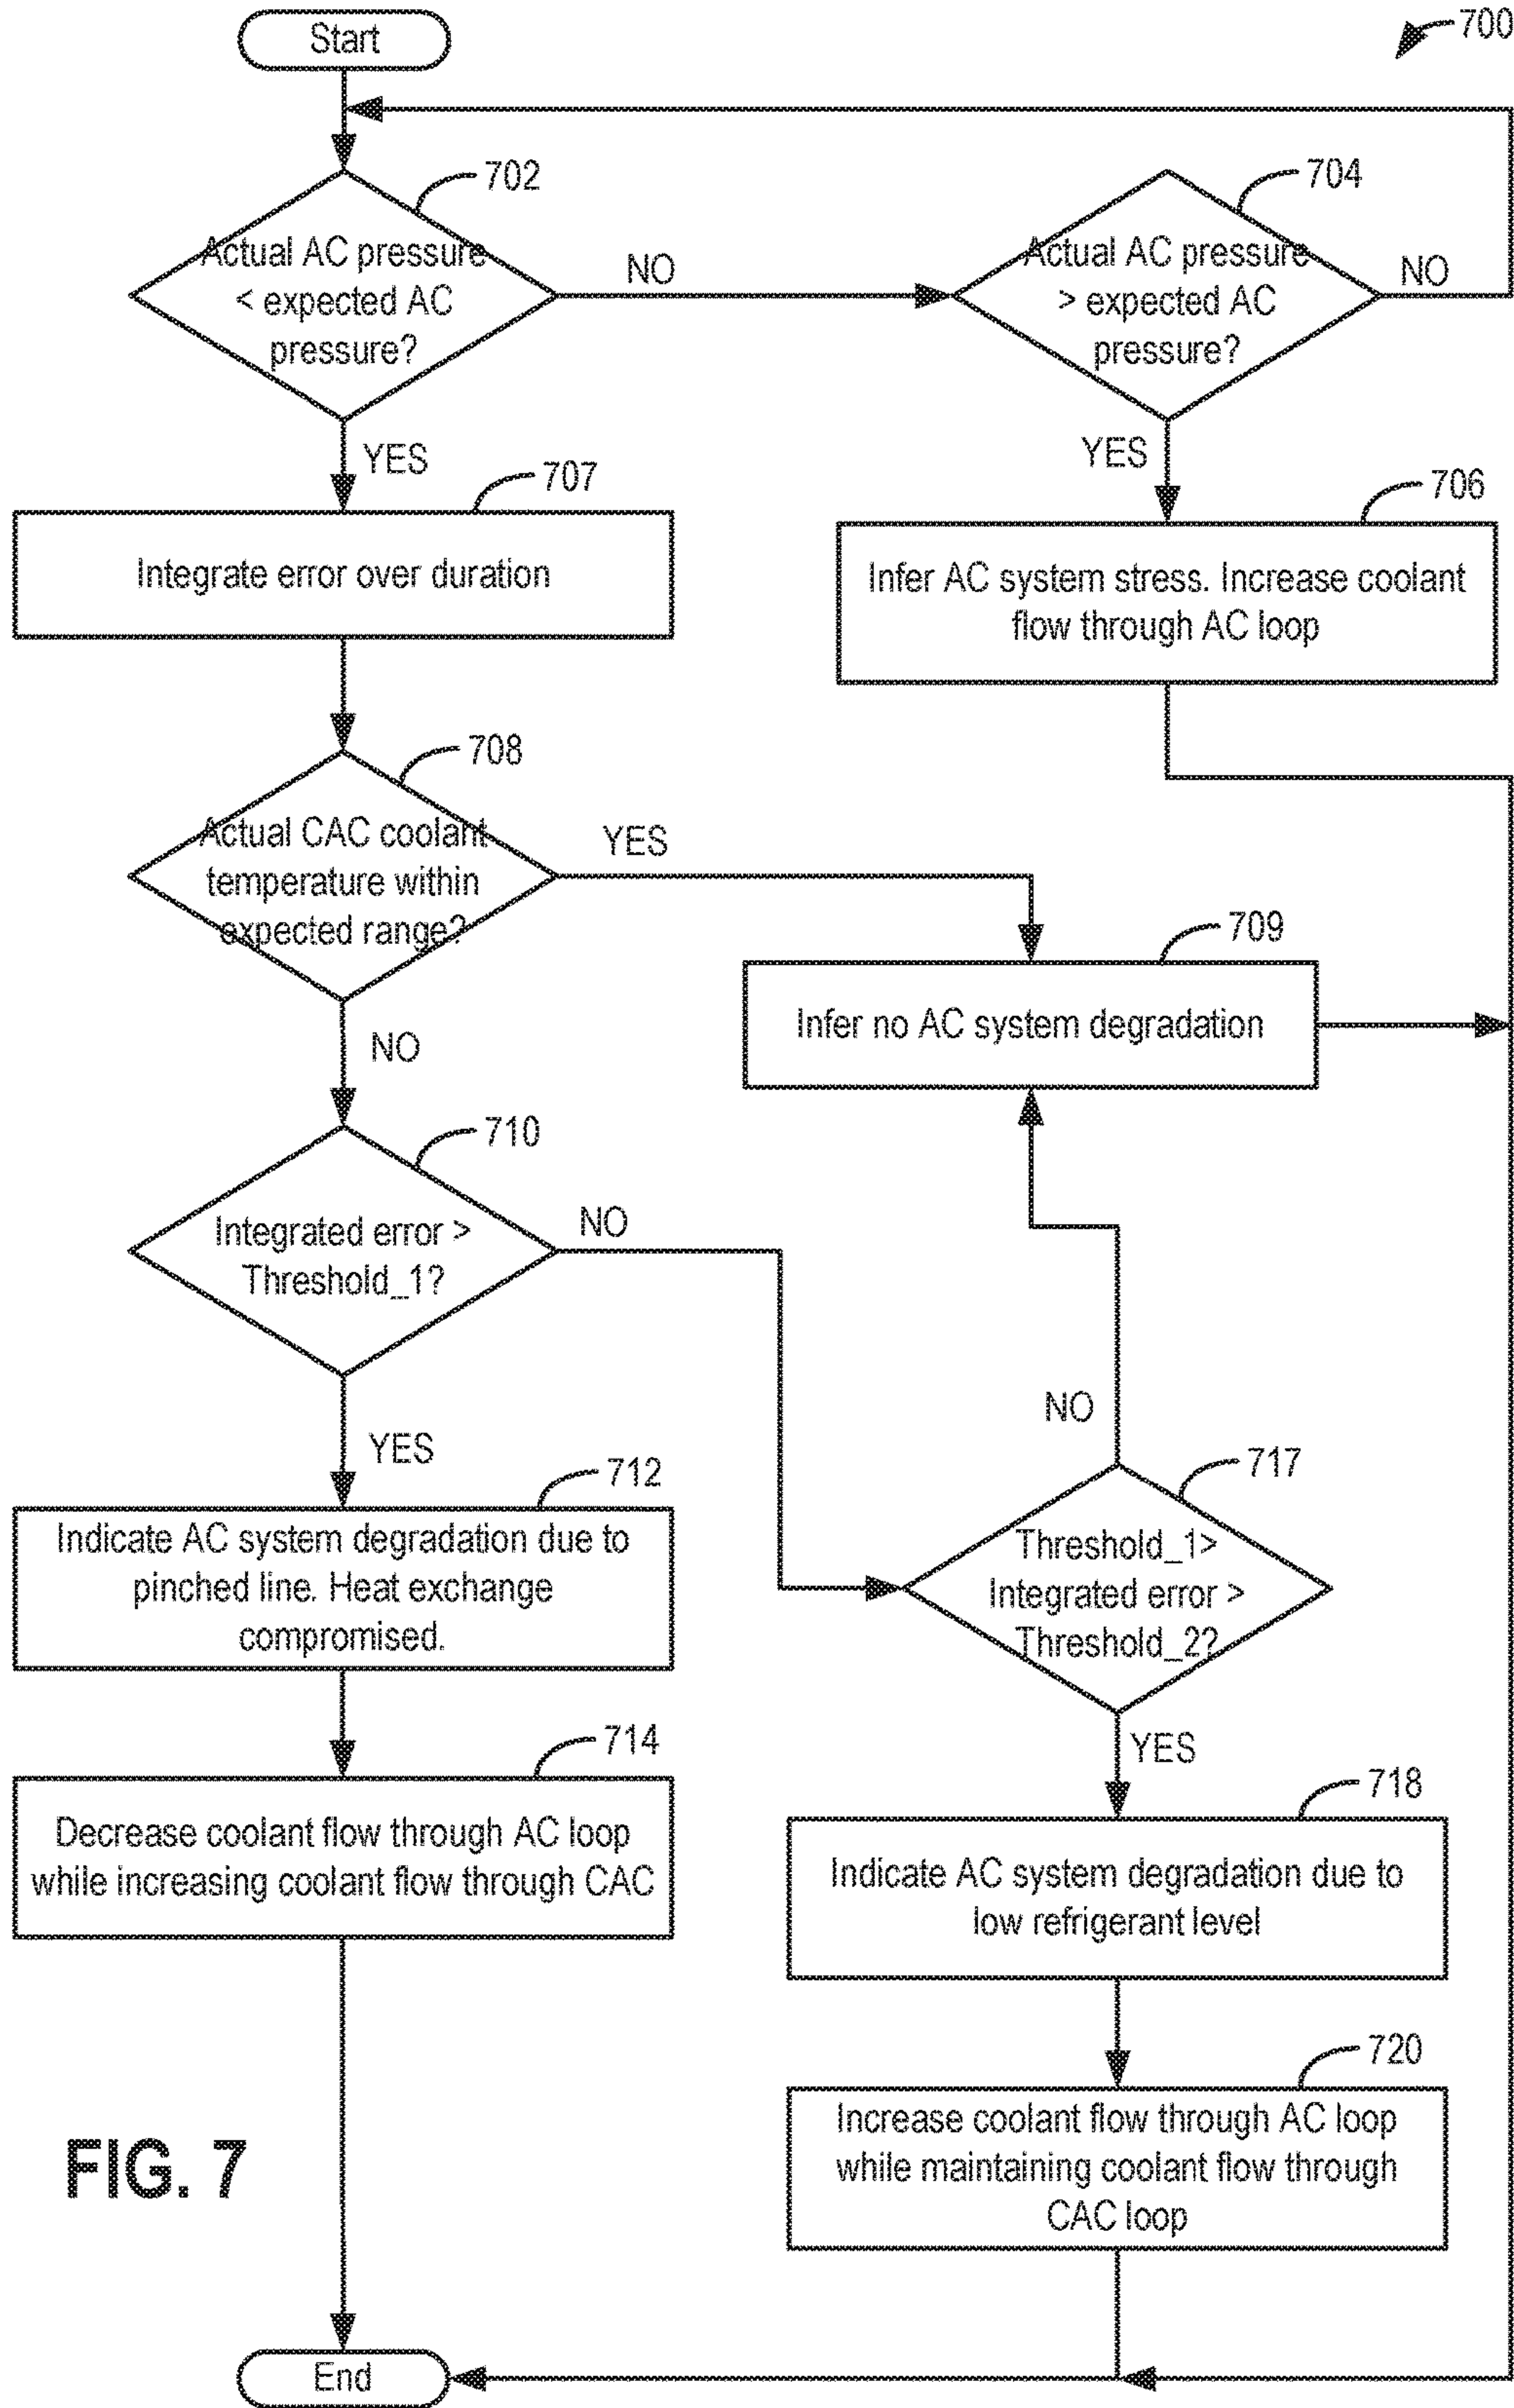 Start
700
702
Actual AC pressure
< expected AC
pressure?
NO
704
Actual AC pressure
> expected AC
pressure?
NO
YES
707
Integrate error over duration
YES
706
Infer AC system stress. Increase coolant
flow through AC loop
708
Actual CAC coolant
temperature within
expected range?
YES
709
Infer no AC system degradation
NO
710
Integrated error >
Threshold_1?
NO
NO
YES
712
Indicate AC system degradation due to
pinched line. Heat exchange
compromised.
717
Threshold_1>
Integrated error >
Threshold_2?
YES
714
Decrease coolant flow through AC loop
while increasing coolant flow through CAC
718
Indicate AC system degradation due to
low refrigerant level
720
Increase coolant flow through AC loop
while maintaining coolant flow through
CAC loop
FIG. 7
End